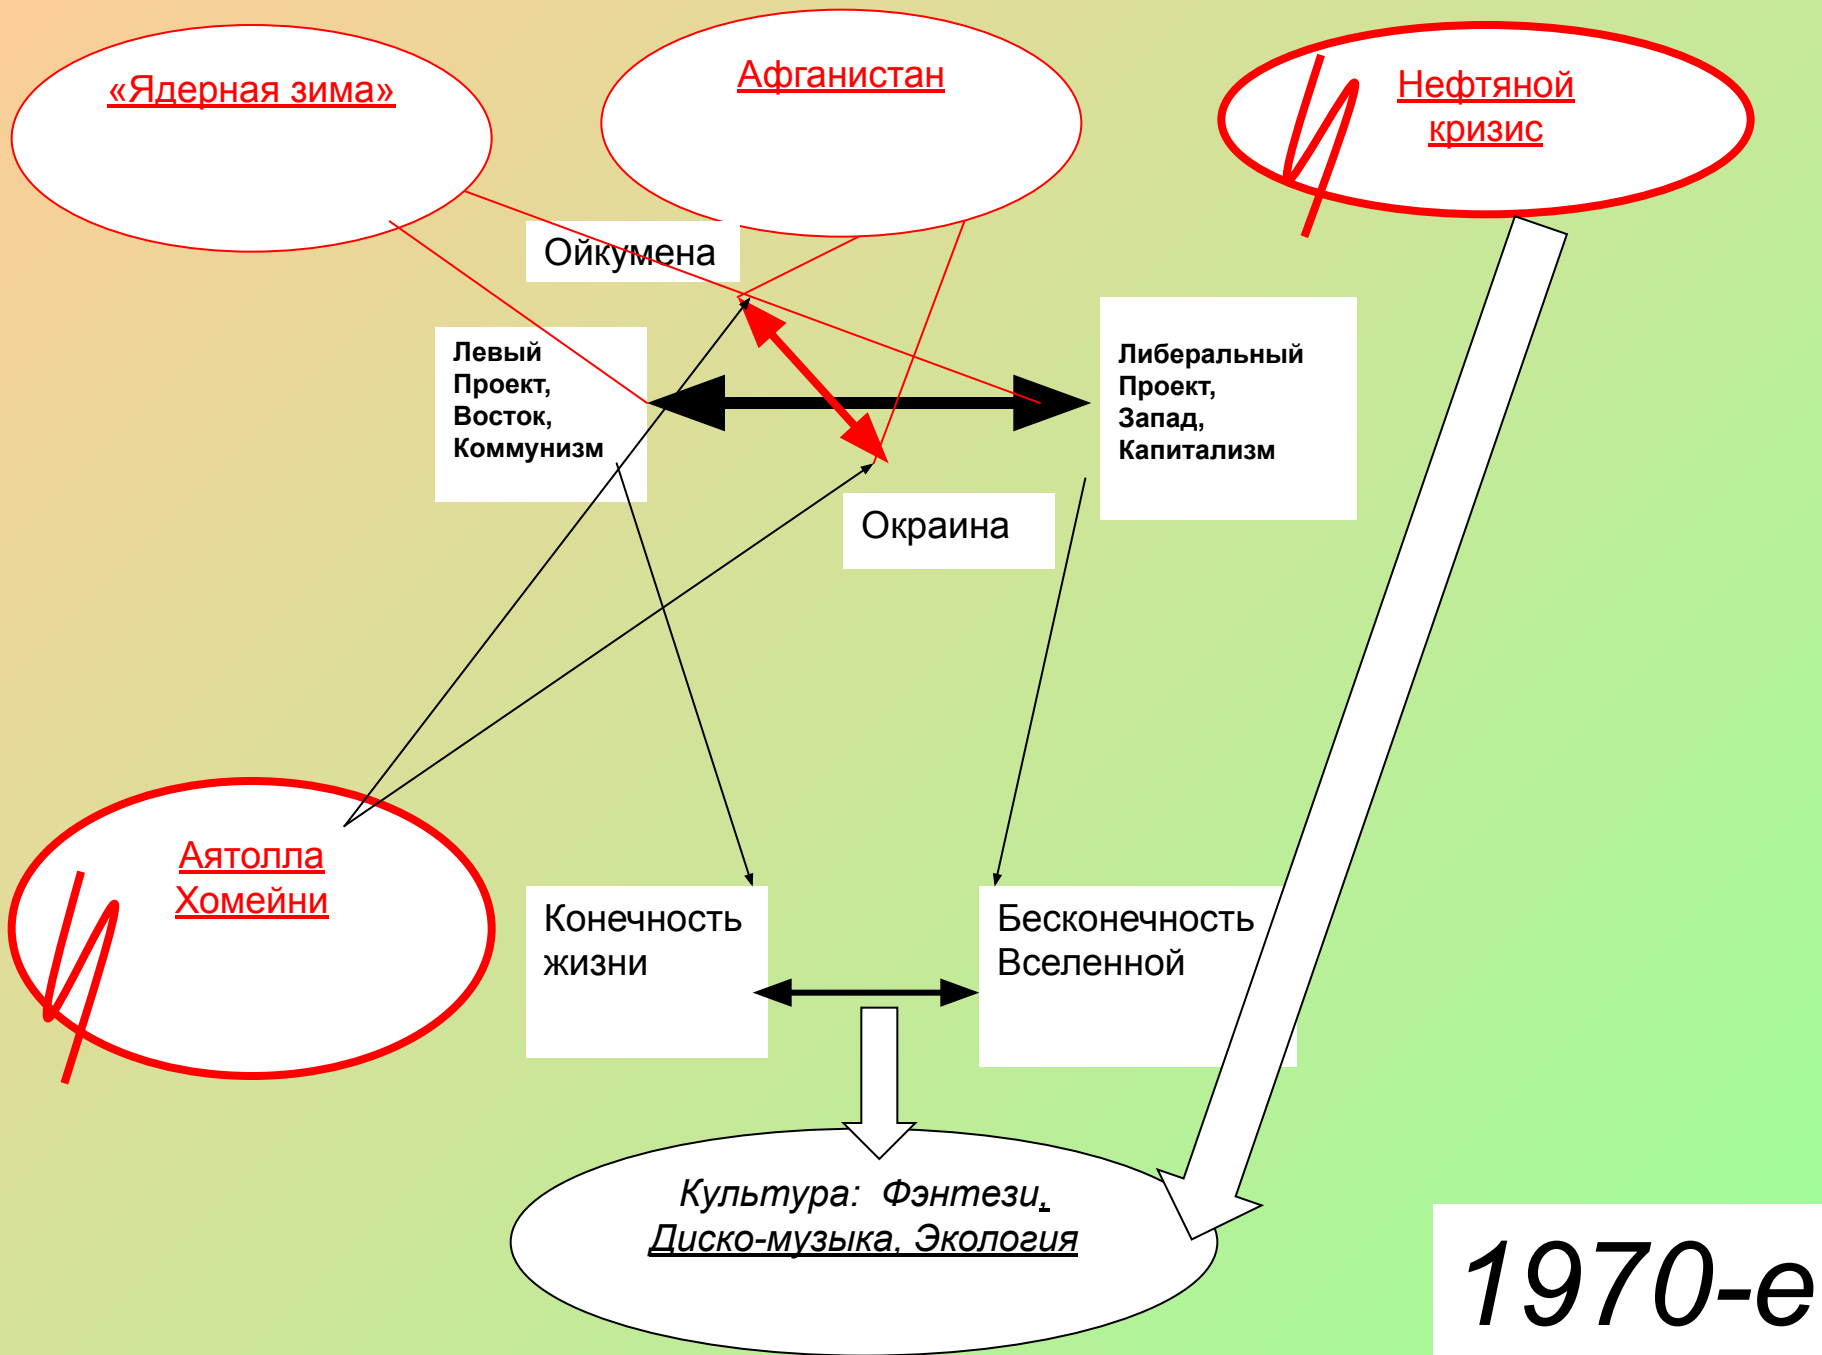 «Ядерная зима»
Афганистан
Нефтяной
кризис
Ойкумена
Левый
Проект,
Восток,
Коммунизм
Либеральный
Проект,
Запад,
Капитализм
Окраина
Аятолла
Хомейни
Конечность
жизни
Бесконечность
Вселенной
Культура: Фэнтези,
Диско-музыка, Экология
1970-е